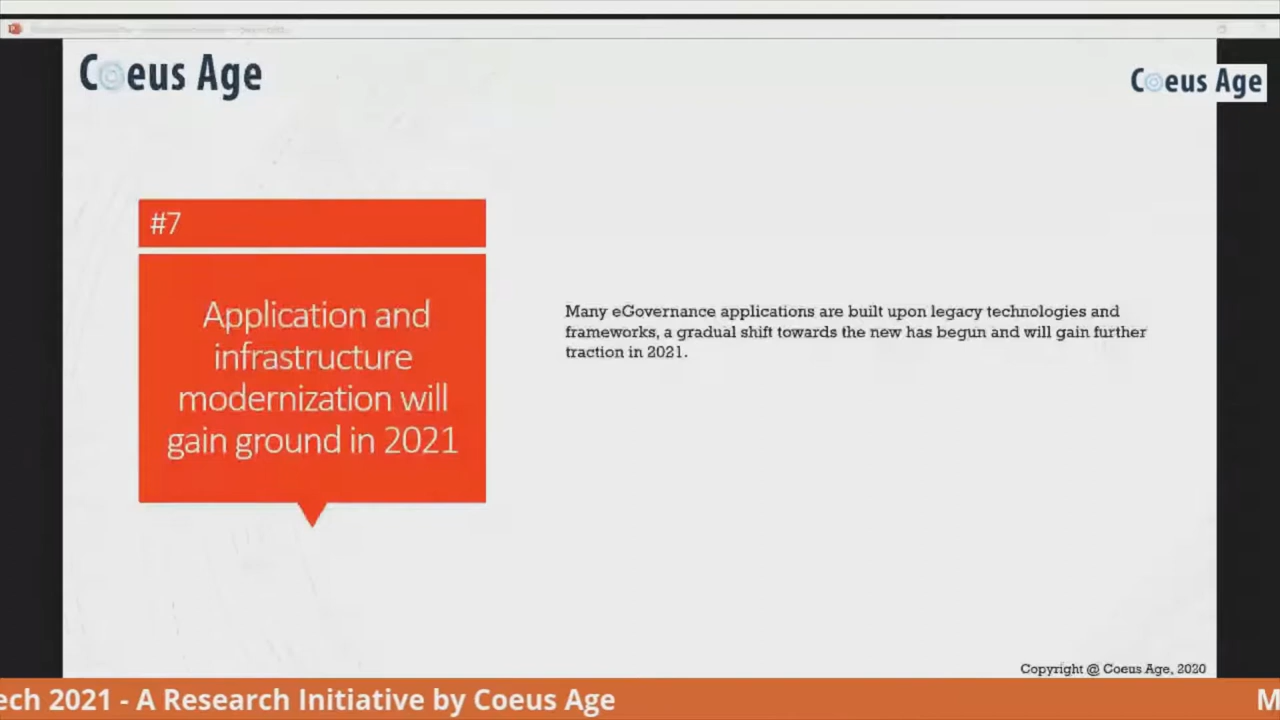 Coeus Age
Coeus Age
#7
Application and
infrastructure
modernization will
gain ground in 2021
Many eGovernance applications are built upon legacy technologies and
frameworks, a gradual shift towards the new has begun and will gain further
traction in 2021.
Copyright @ Coeus Age, 2020
ech 2021 - A Research Initiative by Coeus Age
M